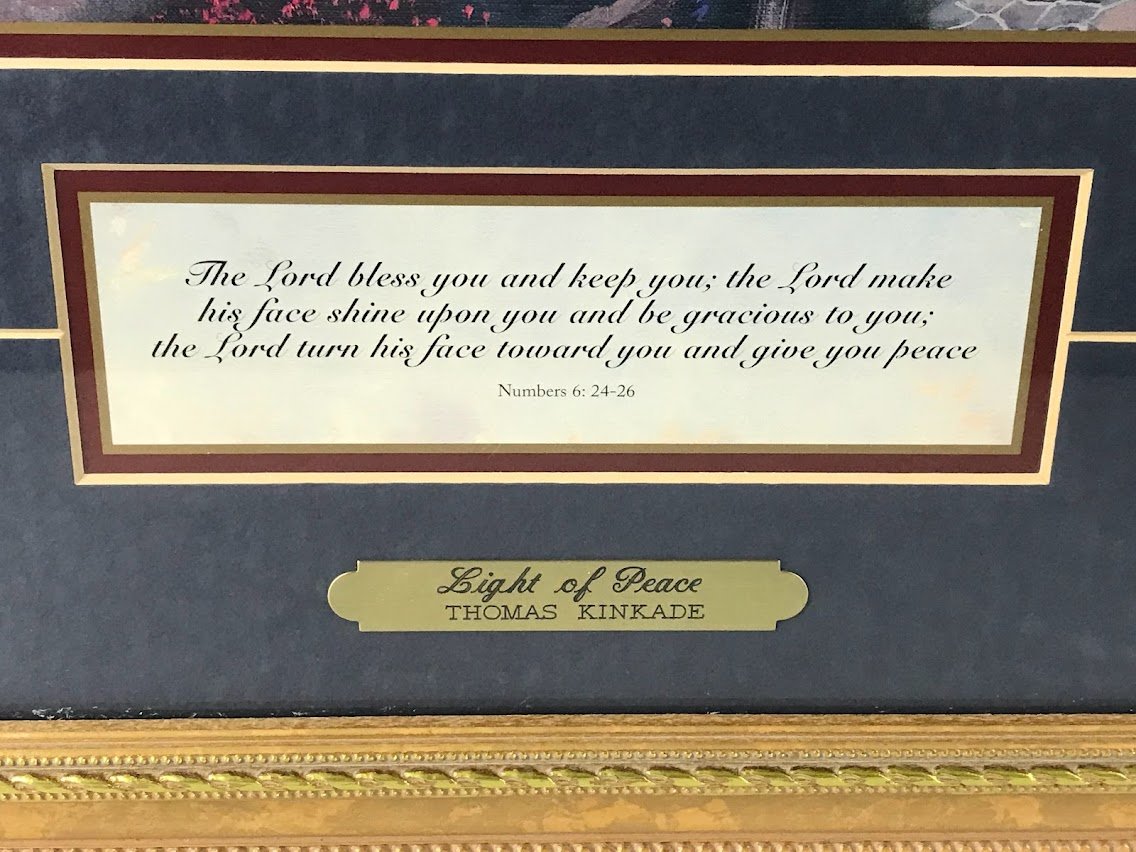 The Lord bless you and keep you; the Lord make
his face shine upon you and be gracious to you;
the Lord turn his face toward you and give you peace
Numbers 6: 24-26
Light of Peace
THOMAS KINKADE